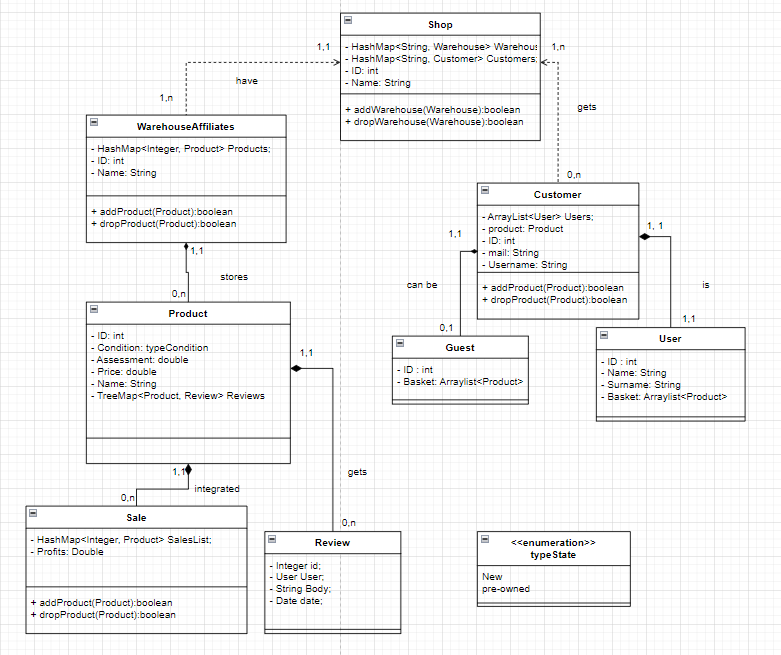 Shop
- HashMap<String, Warehouse> Warehous
- HashMap<String, Customer> Customers;
- ID: int
- Name: String
+ addWarehouse(Warehouse):boolean
+ dropWarehouse(Warehouse):boolean
1,1
1,n
have
1,n
gets
0,n
WarehouseAffiliates
- HashMap<Integer, Product> Products;
- ID: int
- Name: String
+ addProduct(Product):boolean
+ dropProduct(Product):boolean
Customer
- ArrayList<User> Users;
- product: Product
- ID: int
- mail: String
- Username: String
+ addProduct(Product):boolean
+ dropProduct(Product):boolean
1,1
1, 1
1,1
stores
0,n
can be
is
0,1
1,1
Product
- ID: int
- Condition: typeCondition
- Assessment: double
- Price: double
- Name: String
- TreeMap<Product, Review> Reviews
1,1
Guest
- ID : int
- Basket: Arraylist<Product>
User
- ID : int
- Name: String
- Surname: String
- Basket: Arraylist<Product>
1,1
integrated
0,n
gets
0,n
Sale
- HashMap<Integer, Product> SalesList;
- Profits: Double
+ addProduct(Product):boolean
+ dropProduct(Product):boolean
Review
- Integer id;
- User User;
- String Body;
- Date date;
<<enumeration>>
typeState
New
pre-owned